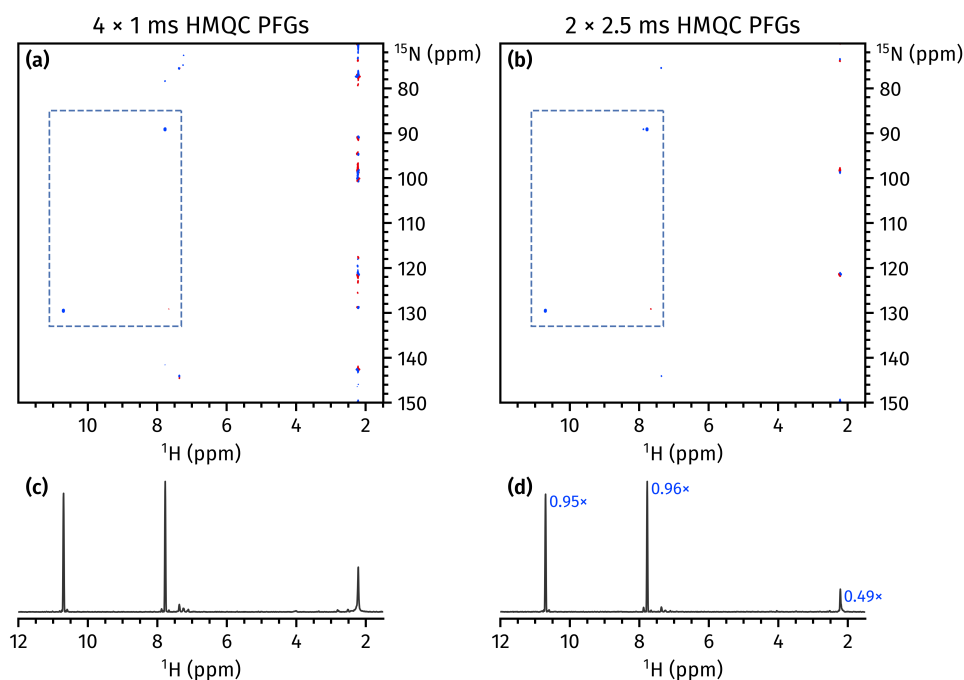 4 × 1 ms HMQC PFGs
2 × 2.5 ms HMQC PFGs
(a)
¹⁵N (ppm)
80
90
100
110
120
130
140
150
10 8 6 4 2
¹H (ppm)
(b)
¹⁵N (ppm)
80
90
100
110
120
130
140
150
10 8 6 4 2
¹H (ppm)
(c)
12 10 8 6 4 2
¹H (ppm)
(d)
0.95×
0.96×
0.49×
12 10 8 6 4 2
¹H (ppm)